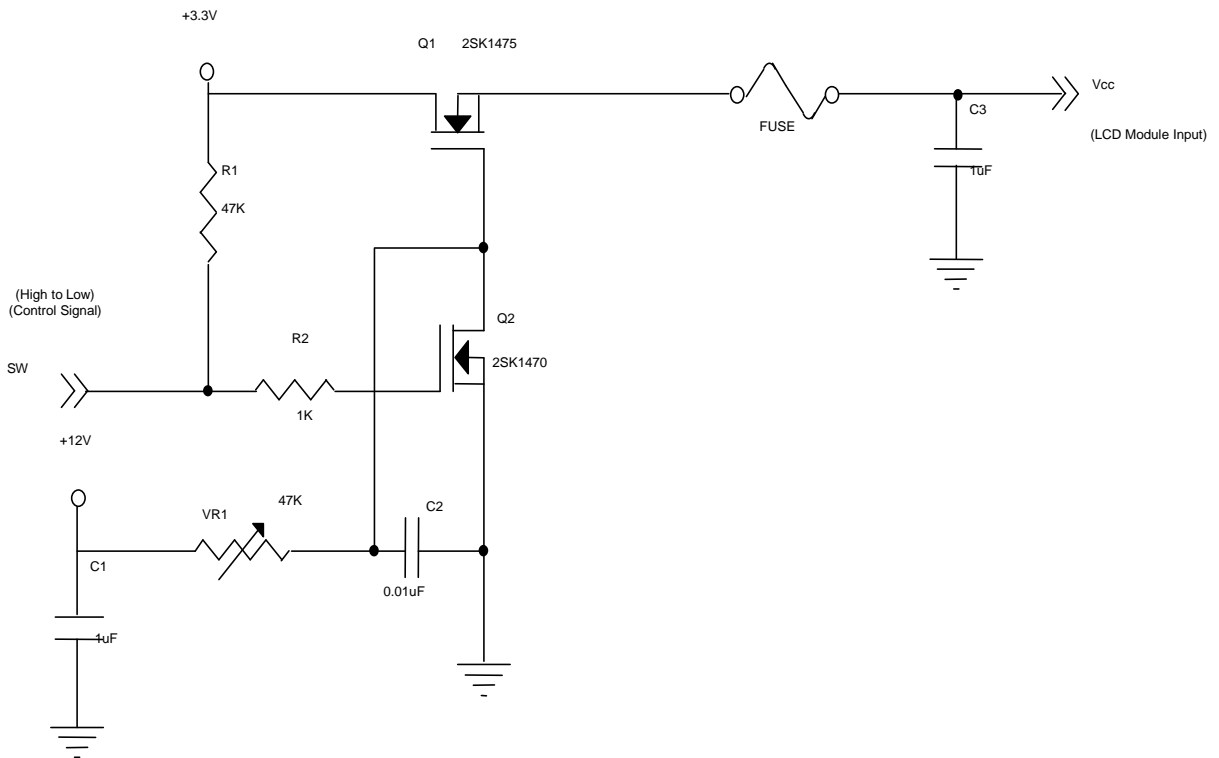 +3.3V
Q1 2SK1475
Vcc
C3
FUSE
(LCD Module Input)
R1
1uF
47K
(High to Low)
(Control Signal)
Q2
R2
2SK1470
SW
1K
+12V
47K
C2
VR1
C1
0.01uF
1uF